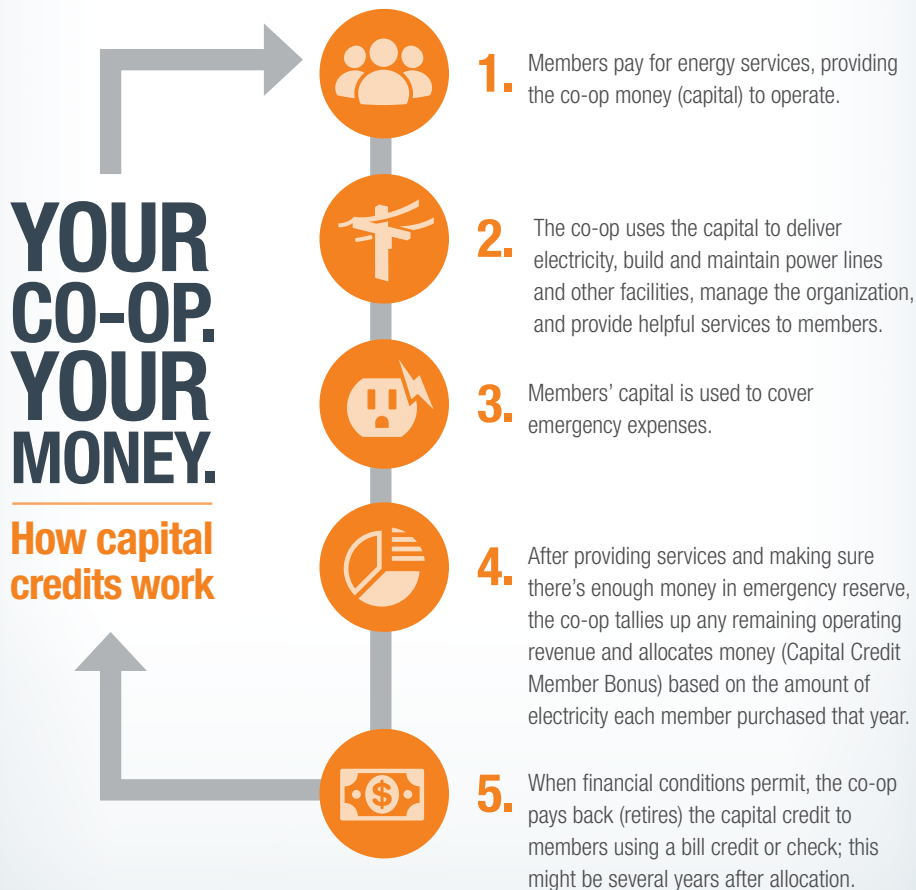 YOUR
CO-OP.
YOUR
MONEY.
How capital
credits work
1. Members pay for energy services, providing
the co-op money (capital) to operate.
2. The co-op uses the capital to deliver
electricity, build and maintain power lines
and other facilities, manage the organization,
and provide helpful services to members.
3. Members’ capital is used to cover
emergency expenses.
4. After providing services and making sure
there’s enough money in emergency reserve,
the co-op tallies up any remaining operating
revenue and allocates money (Capital Credit
Member Bonus) based on the amount of
electricity each member purchased that year.
$
5. When financial conditions permit, the co-op
pays back (retires) the capital credit to
members using a bill credit or check; this
might be several years after allocation.